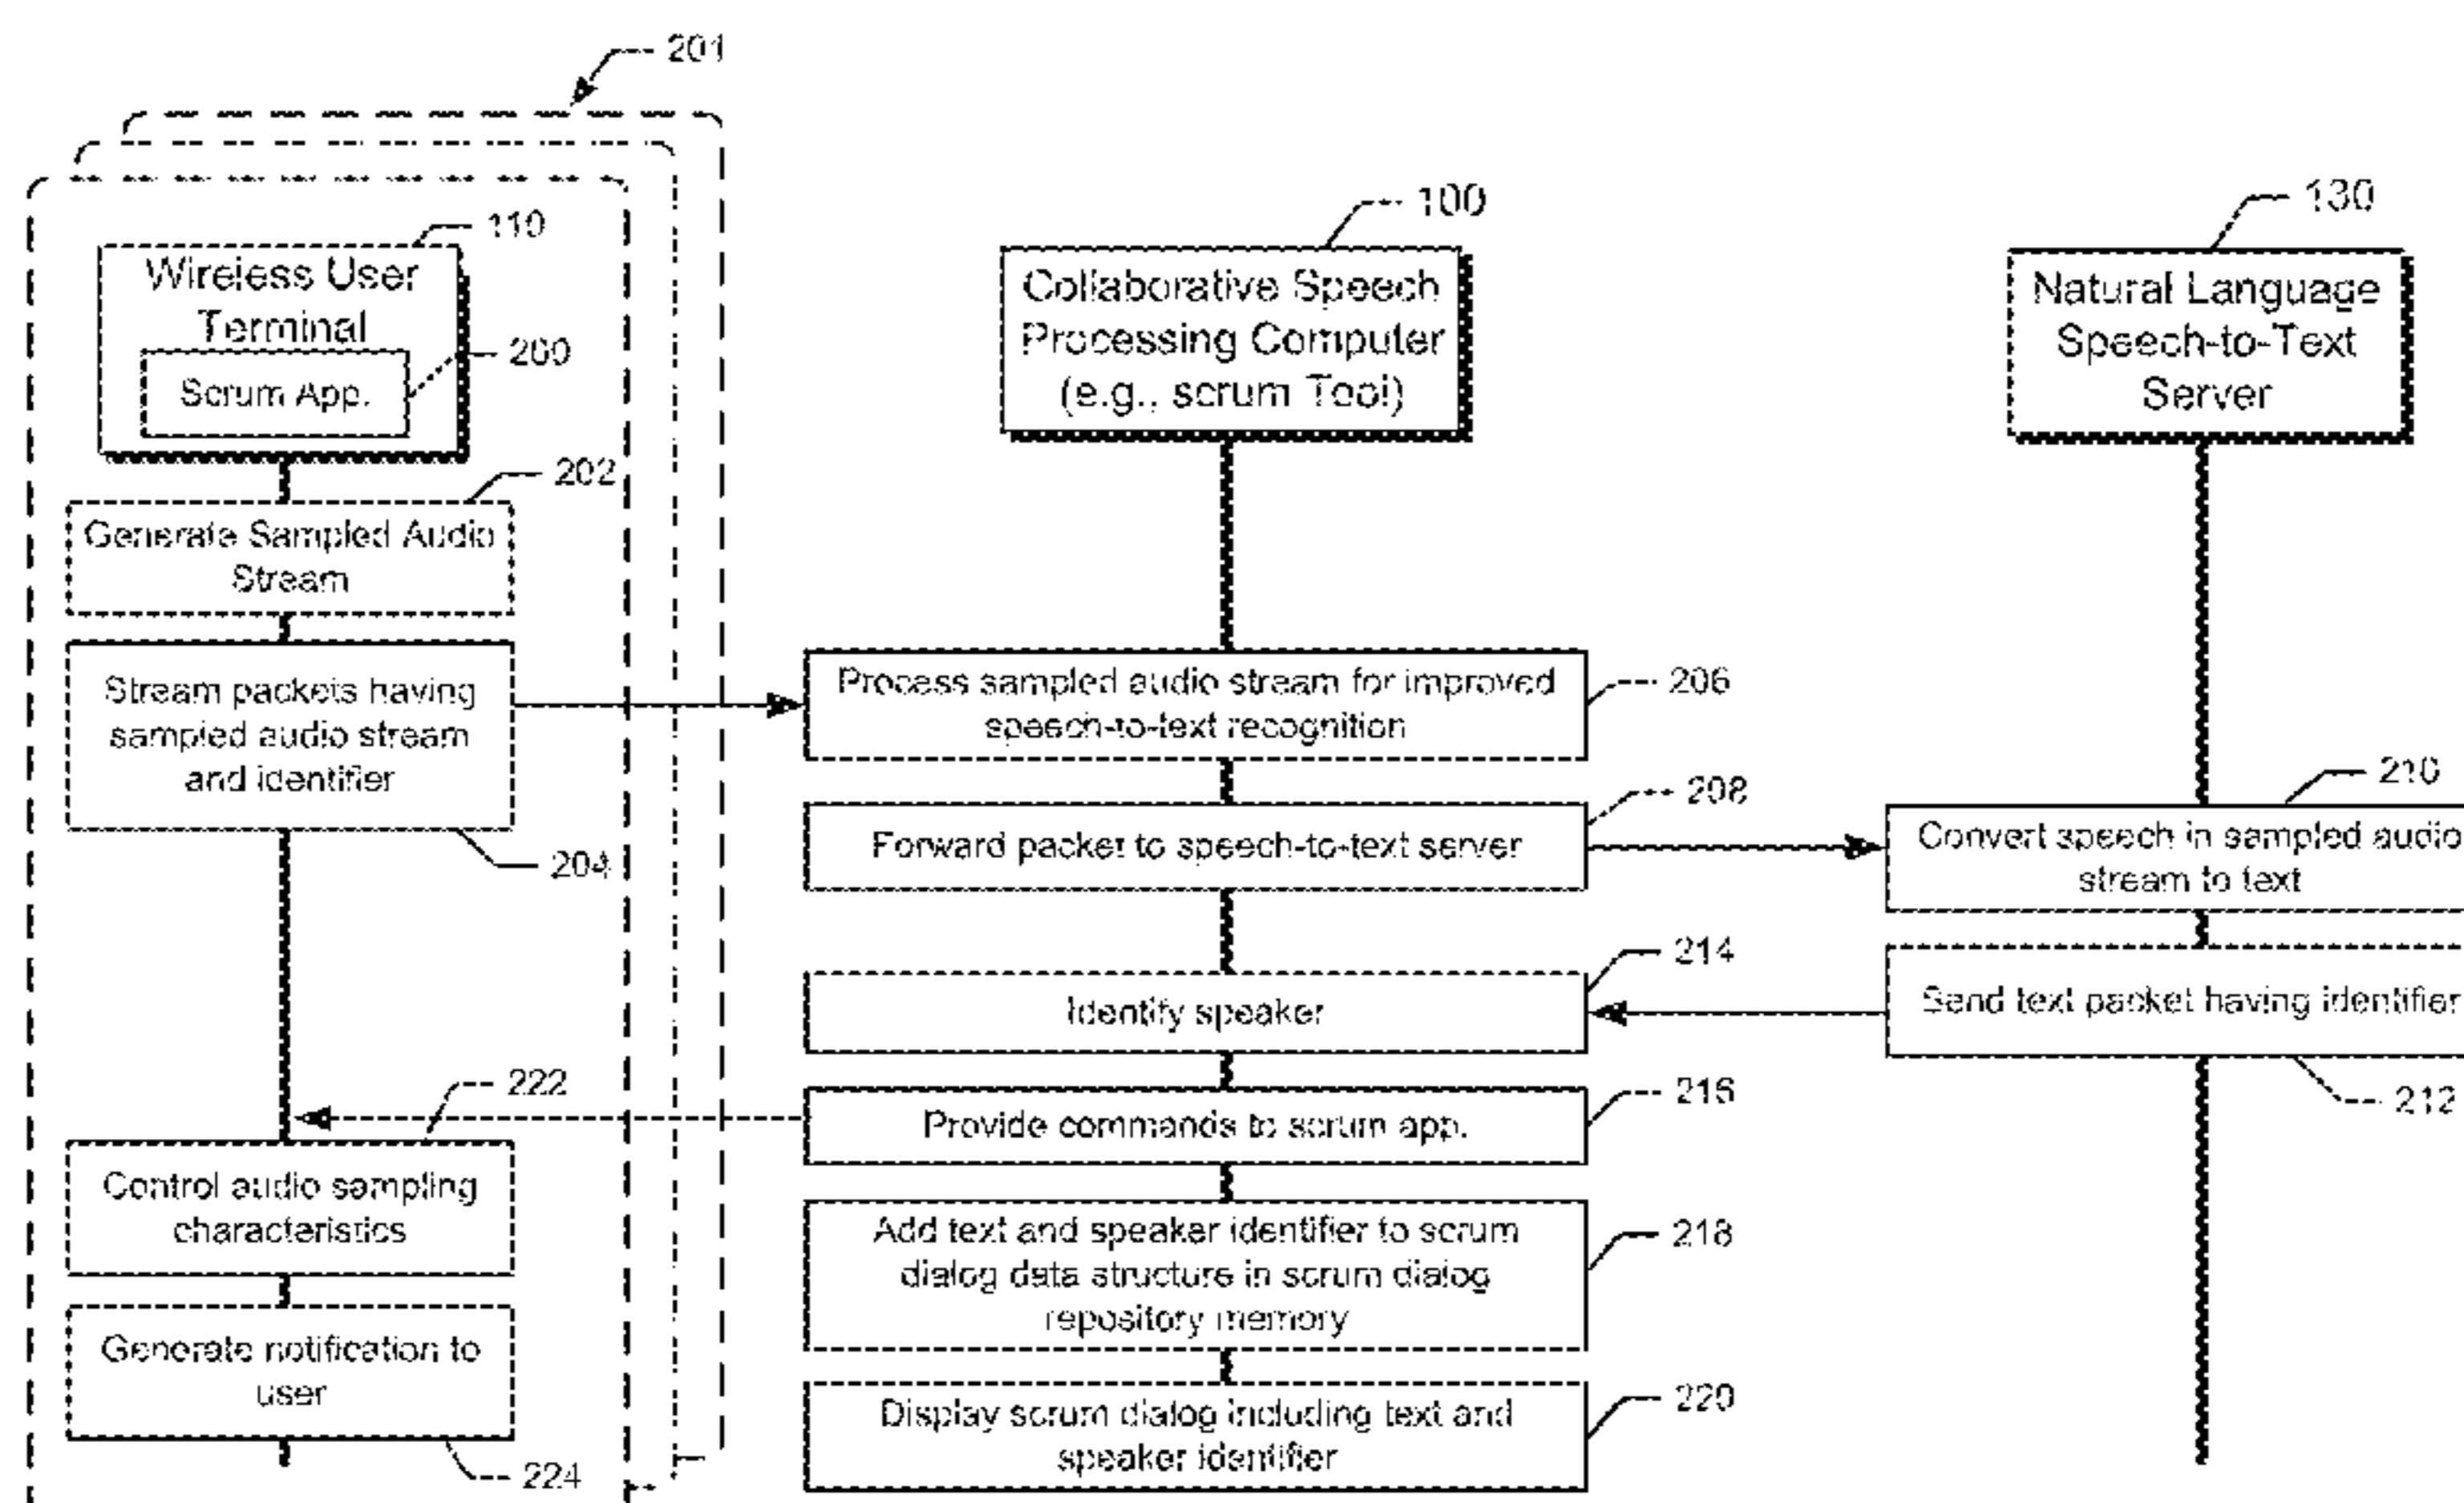 201
110
Wireless User
Terminal
200
Scrum App.
100
Collaborative Speech
Processing Computer
(e.g., scrum Tool)
130
Natural Language
Speech-to-Text
Server
202
Generate Sampled Audio
Stream
Stream packets having
sampled audio stream
and identifier
204
Process sampled audio stream for improved
speech-to-text recognition
206
Forward packet to speech-to-text server
208
210
Convert speech in sampled audio
stream to text
214
Identify speaker
Send text packet having identifier
212
216
Provide commands to scrum app.
222
Control audio sampling
characteristics
Add text and speaker identifier to scrum
dialog data structure in scrum dialog
repository memory
218
Generate notification to
user
224
Display scrum dialog including text and
speaker identifier
220